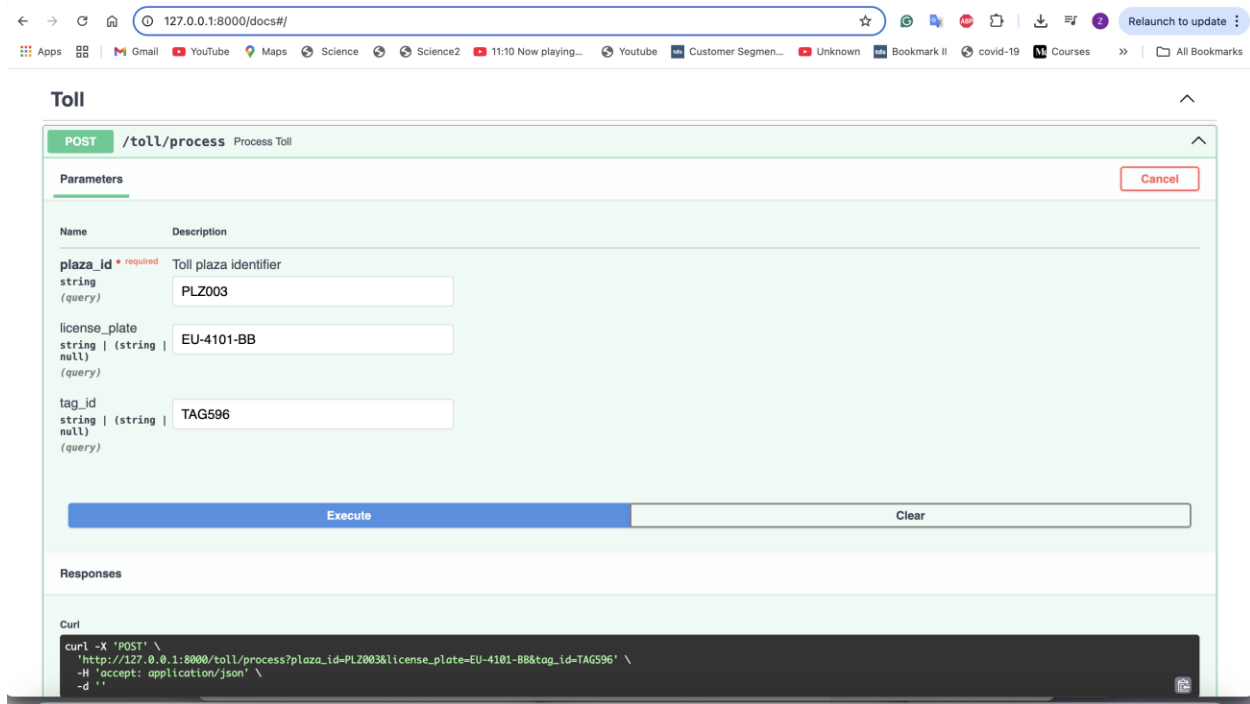 127.0.0.1:8000/docs#/
Z
Relaunch to update
Apps
Gmail
YouTube
Maps
Science
Science2
11:10 Now playing...
Youtube
tds
Customer Segmen...
Unknown
tds
Bookmark II
covid-19
Courses
»
All Bookmarks
Toll
POST /toll/process Process Toll
Parameters
Cancel
Name Description
plaza_id * required Toll plaza identifier
string
(query)
PLZ003
license_plate
string | (string |
null)
(query)
EU-4101-BB
tag_id
string | (string |
null)
(query)
TAG596
Execute
Clear
Responses
Curl
curl -X 'POST' \
'http://127.0.0.1:8000/toll/process?plaza_id=PLZ003&license_plate=EU-4101-BB&tag_id=TAG596' \
-H 'accept: application/json' \
-d ''